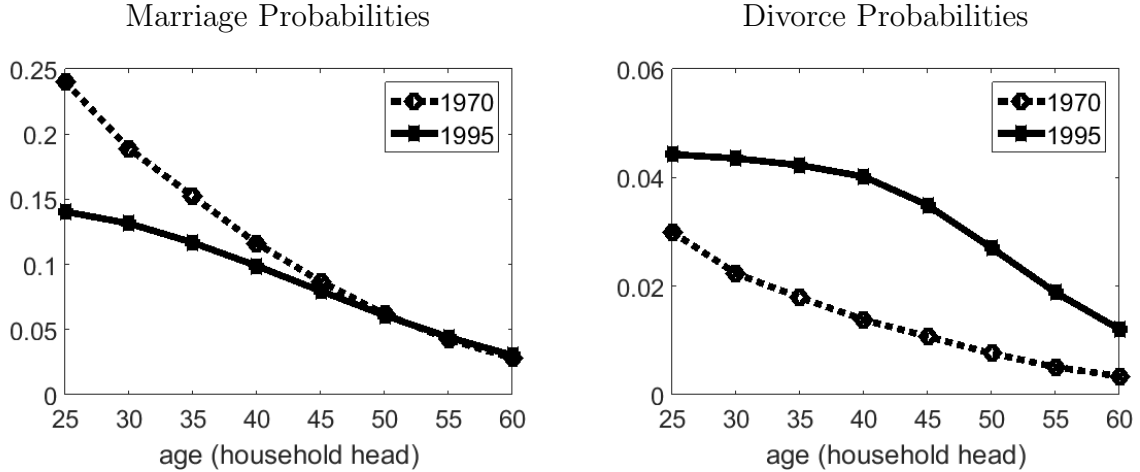 Marriage Probabilities
0.25
0.2
0.15
0.1
0.05
0
25 30 35 40 45 50 55 60
age (household head)
1970
1995
Divorce Probabilities
0.06
0.04
0.02
0
25 30 35 40 45 50 55 60
age (household head)
1970
1995